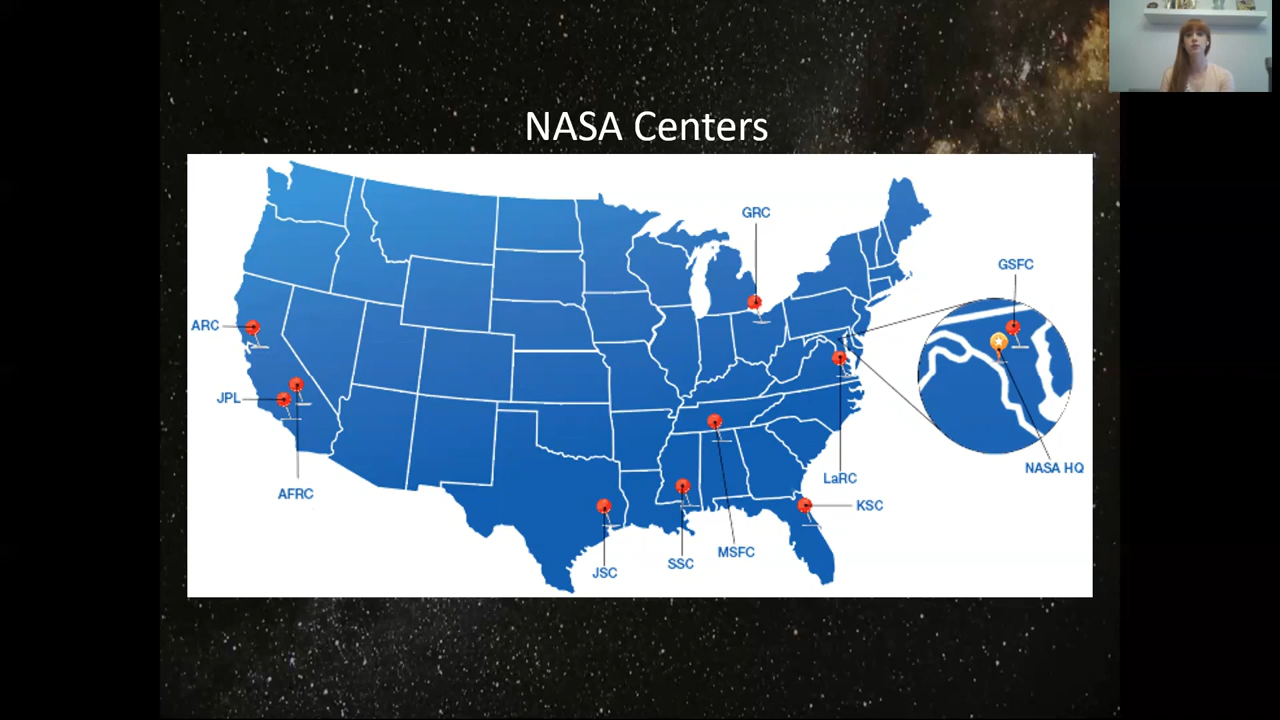 NASA Centers
GRC
GSFC
ARC
JPL
NASA HQ
LaRC
AFRC
KSC
MSFC
SSC
JSC